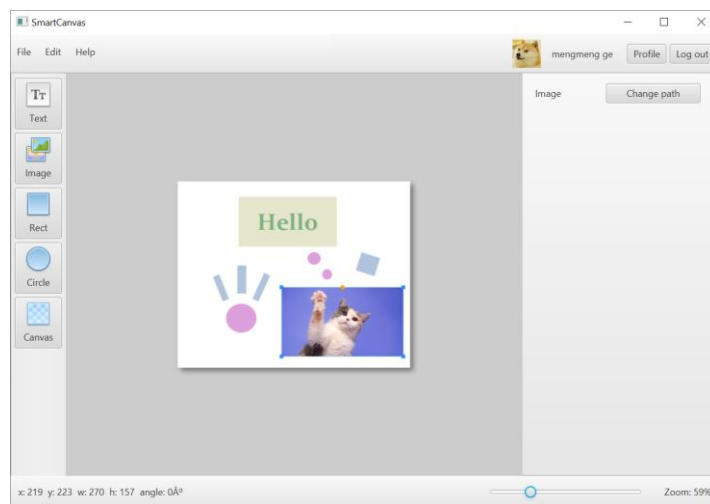 SmartCanvas
File Edit Help
mengmeng ge Profile Log out
Image Change path
Text
Image
Rect
Circle
Canvas
Hello
x: 219 y: 223 w: 270 h: 157 angle: 0Âº
Zoom: 59%